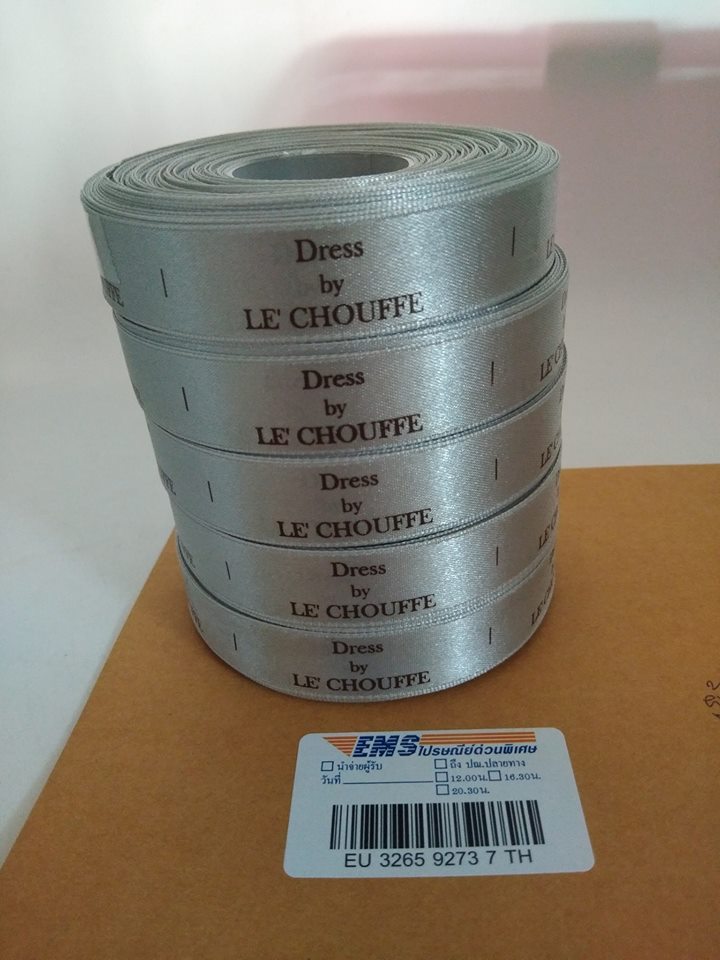 Dress
by
LE' CHOUFFE
Dress
by
LE' CHOUFFE
Dress
by
LE' CHOUFFE
Dress
by
LE' CHOUFFE
Dress
by
LE' CHOUFFE
EMS ไปรษณีย์ด่วนพิเศษ
นำจ่ายผู้รับ ถึง ปณ.ปลายทาง
วันที่ 12.00น. 16.30น.
20.30น.
EU 3265 9273 7 TH